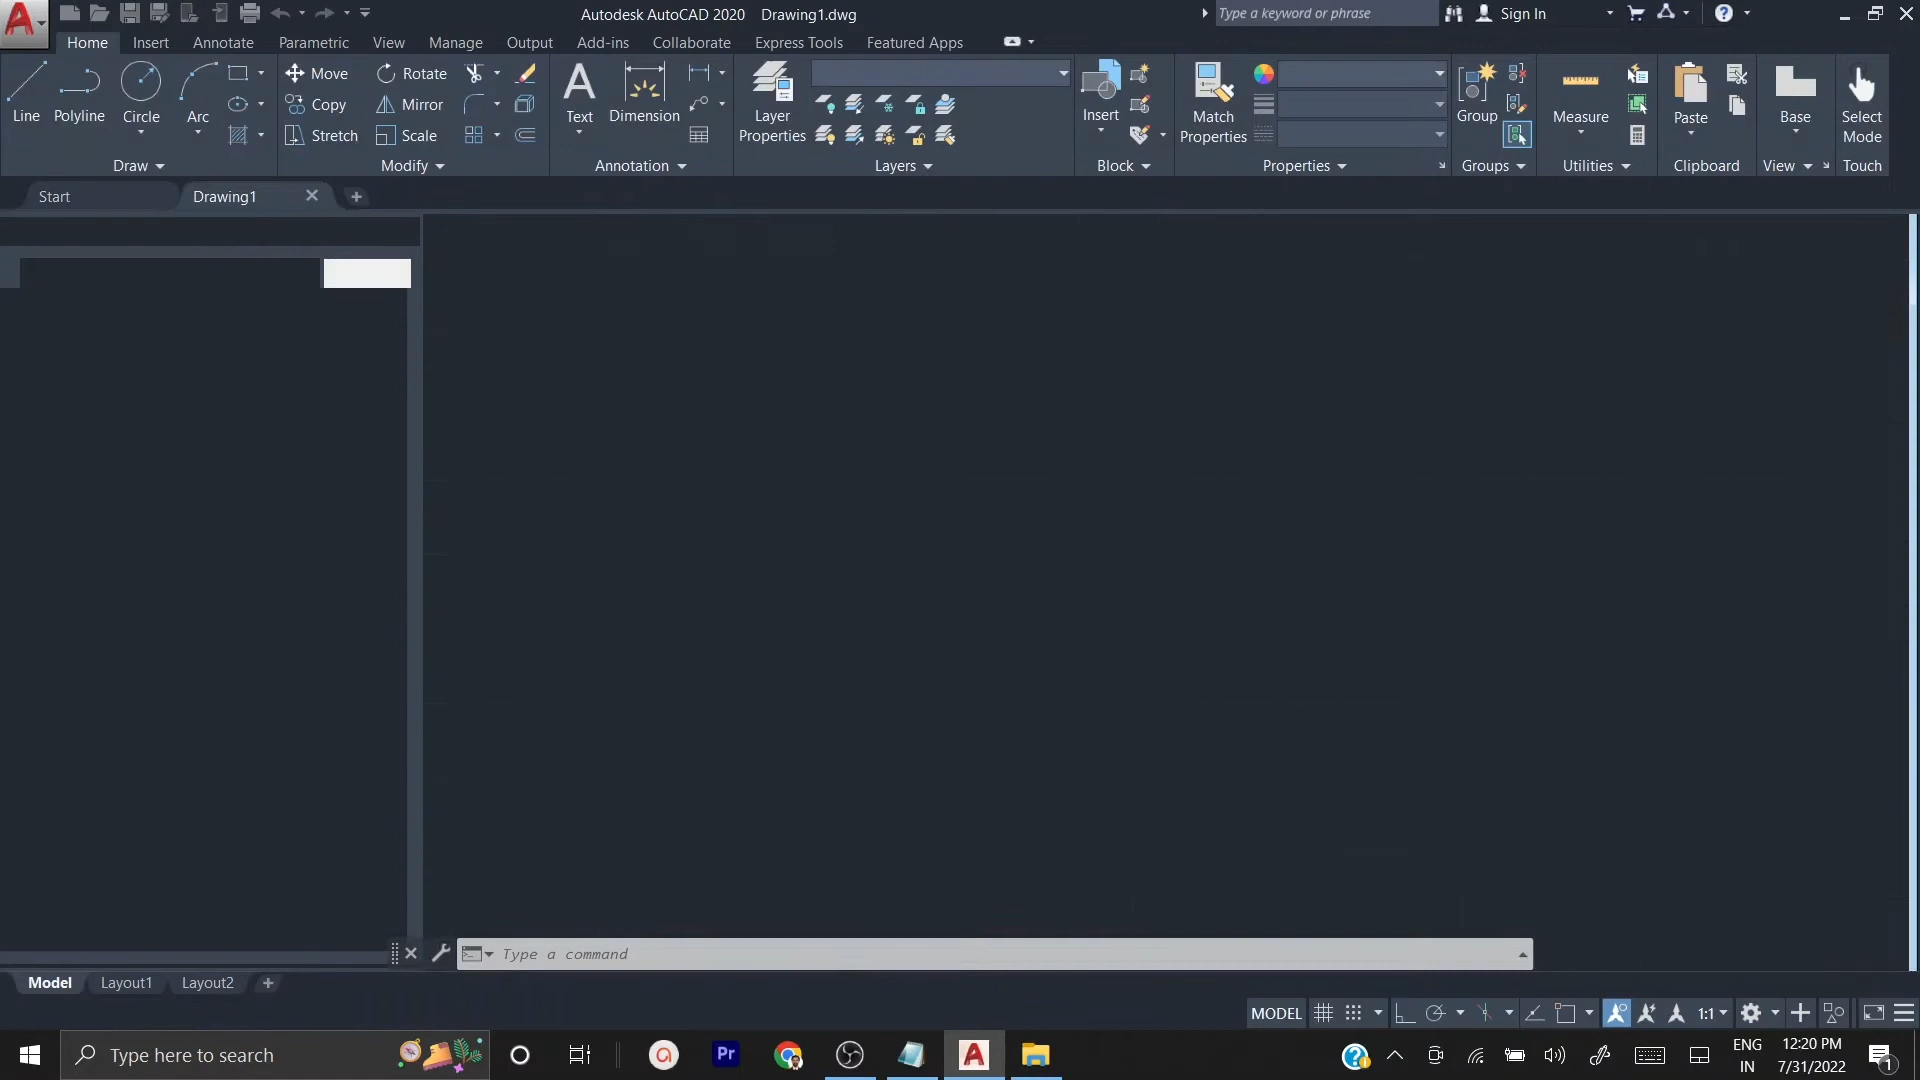 Autodesk AutoCAD 2020 Drawing1.dwg
Type a keyword or phrase
Sign In
Home Insert Annotate Parametric View Manage Output Add-ins Collaborate Express Tools Featured Apps
Line Polyline Circle Arc
Move Rotate
Copy Mirror
Stretch Scale
Text Dimension
Layer Properties
Insert
Match Properties
Group
Measure
Paste
Base
Select Mode
Draw Modify Annotation Layers Block Properties Groups Utilities Clipboard View Touch
Start Drawing1
Type a command
Model Layout1 Layout2
MODEL 1:1
Type here to search
Pr
ENG
IN
12:20 PM
7/31/2022
1